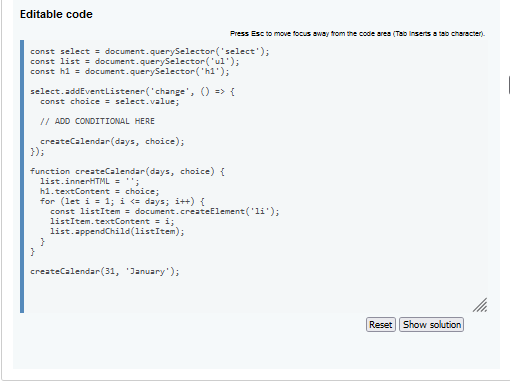 Editable code
Press Esc to move focus away from the code area (Tab inserts a tab character).
const select = document.querySelector('select');
const list = document.querySelector('ul');
const h1 = document.querySelector('h1');

select.addEventListener('change', () => {
  const choice = select.value;

  // ADD CONDITIONAL HERE

  createCalendar(days, choice);
});

function createCalendar(days, choice) {
  list.innerHTML = '';
  h1.textContent = choice;
  for (let i = 1; i <= days; i++) {
    const listItem = document.createElement('li');
    listItem.textContent = i;
    list.appendChild(listItem);
  }
}

createCalendar(31, 'January');
Reset Show solution